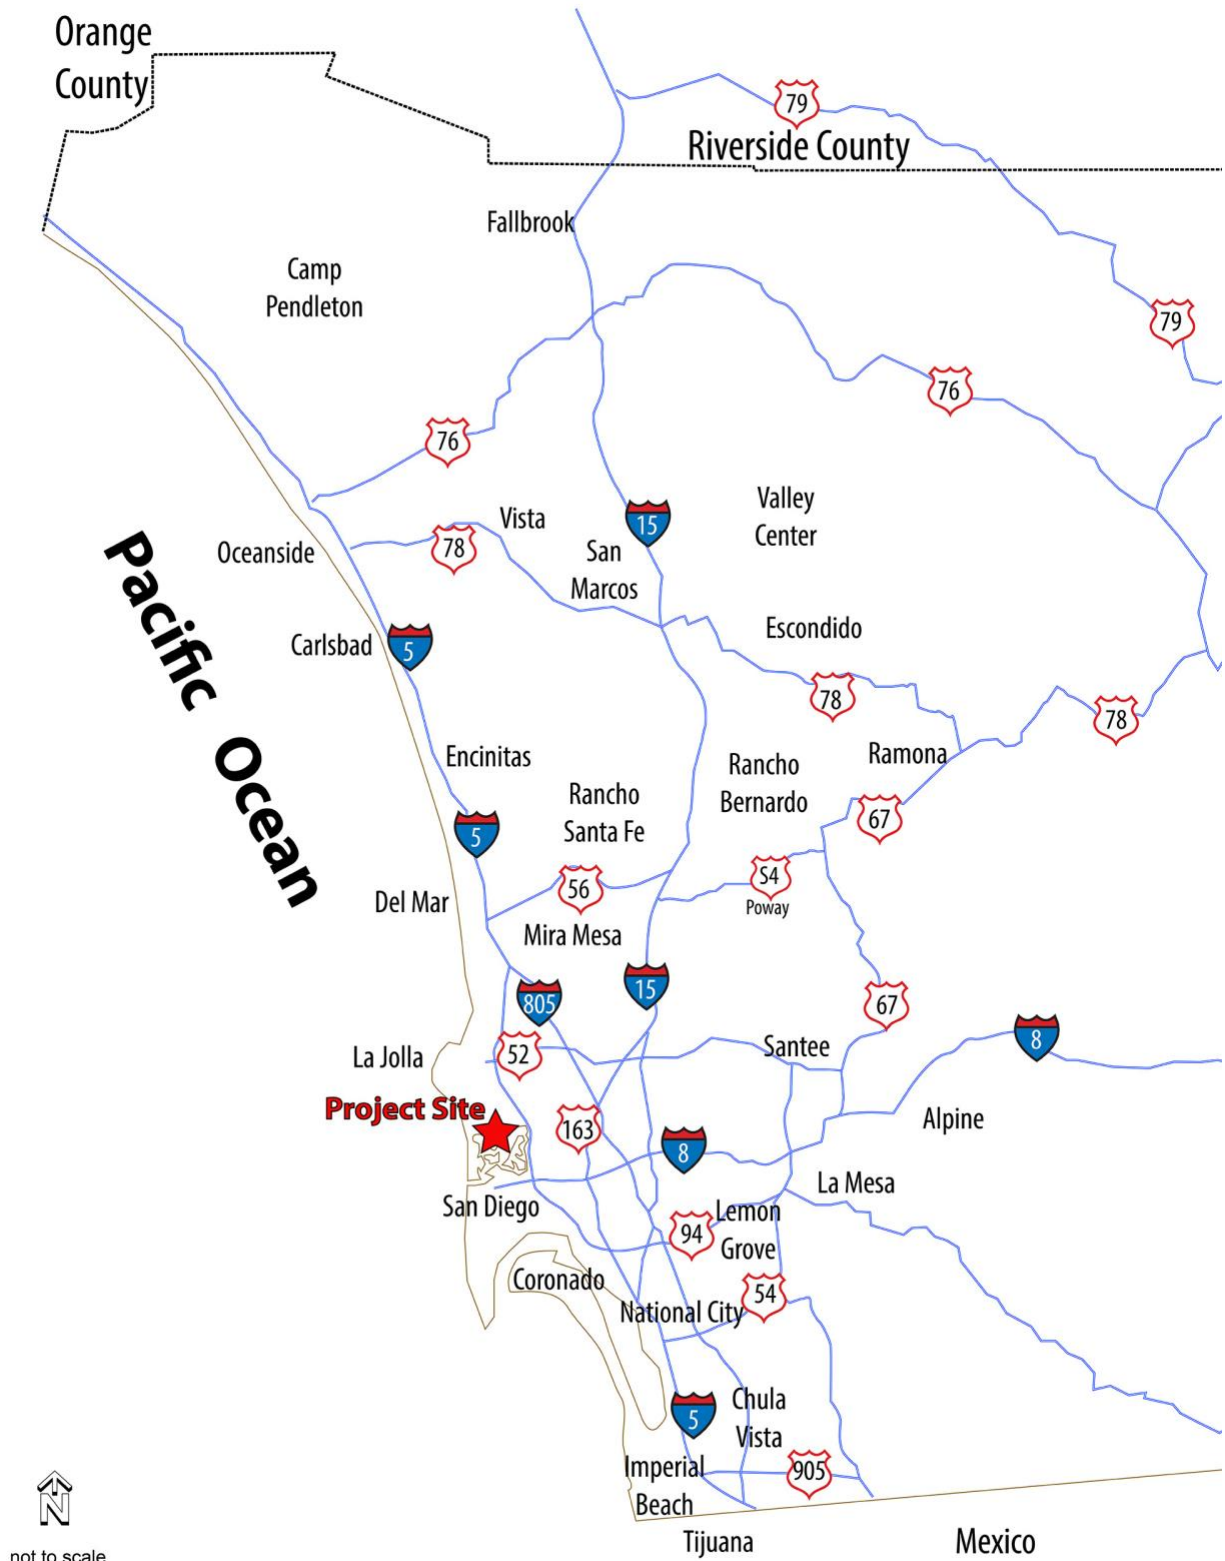 Orange
County
79
Riverside County
Fallbrook
Camp
Pendleton
79
76
76
Valley
Center
Vista
15
78
San
Marcos
Oceanside
Pacific Ocean
Escondido
Carlsbad
5
78
78
Encinitas
Ramona
Rancho
Bernardo
Rancho
Santa Fe
67
5
S4
Poway
56
Del Mar
Mira Mesa
15
805
67
8
Santee
52
La Jolla
Project Site
163
Alpine
8
La Mesa
San Diego
Lemon
Grove
94
Coronado
54
National City
Chula
Vista
5
Imperial
Beach
905
N
Tijuana
Mexico
not to scale